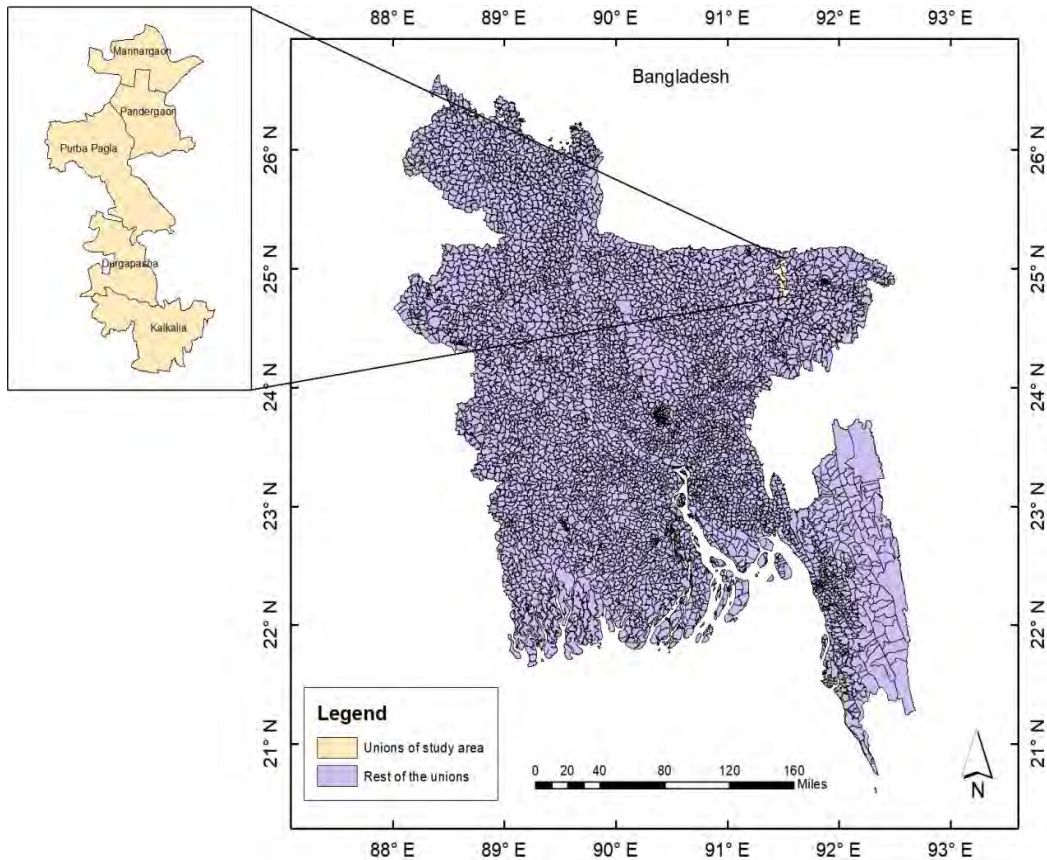 88° E 89° E 90° E 91° E 92° E 93° E
Bangladesh
Mannargaon
Pandergaon
Purba Pagla
Durgapasha
Kalkalia
26° N
25° N
24° N
23° N
22° N
21° N
26° N
25° N
24° N
23° N
22° N
21° N
Legend
Unions of study area
Rest of the unions
0 20 40 80 120 160
Miles
N
88° E 89° E 90° E 91° E 92° E 93° E